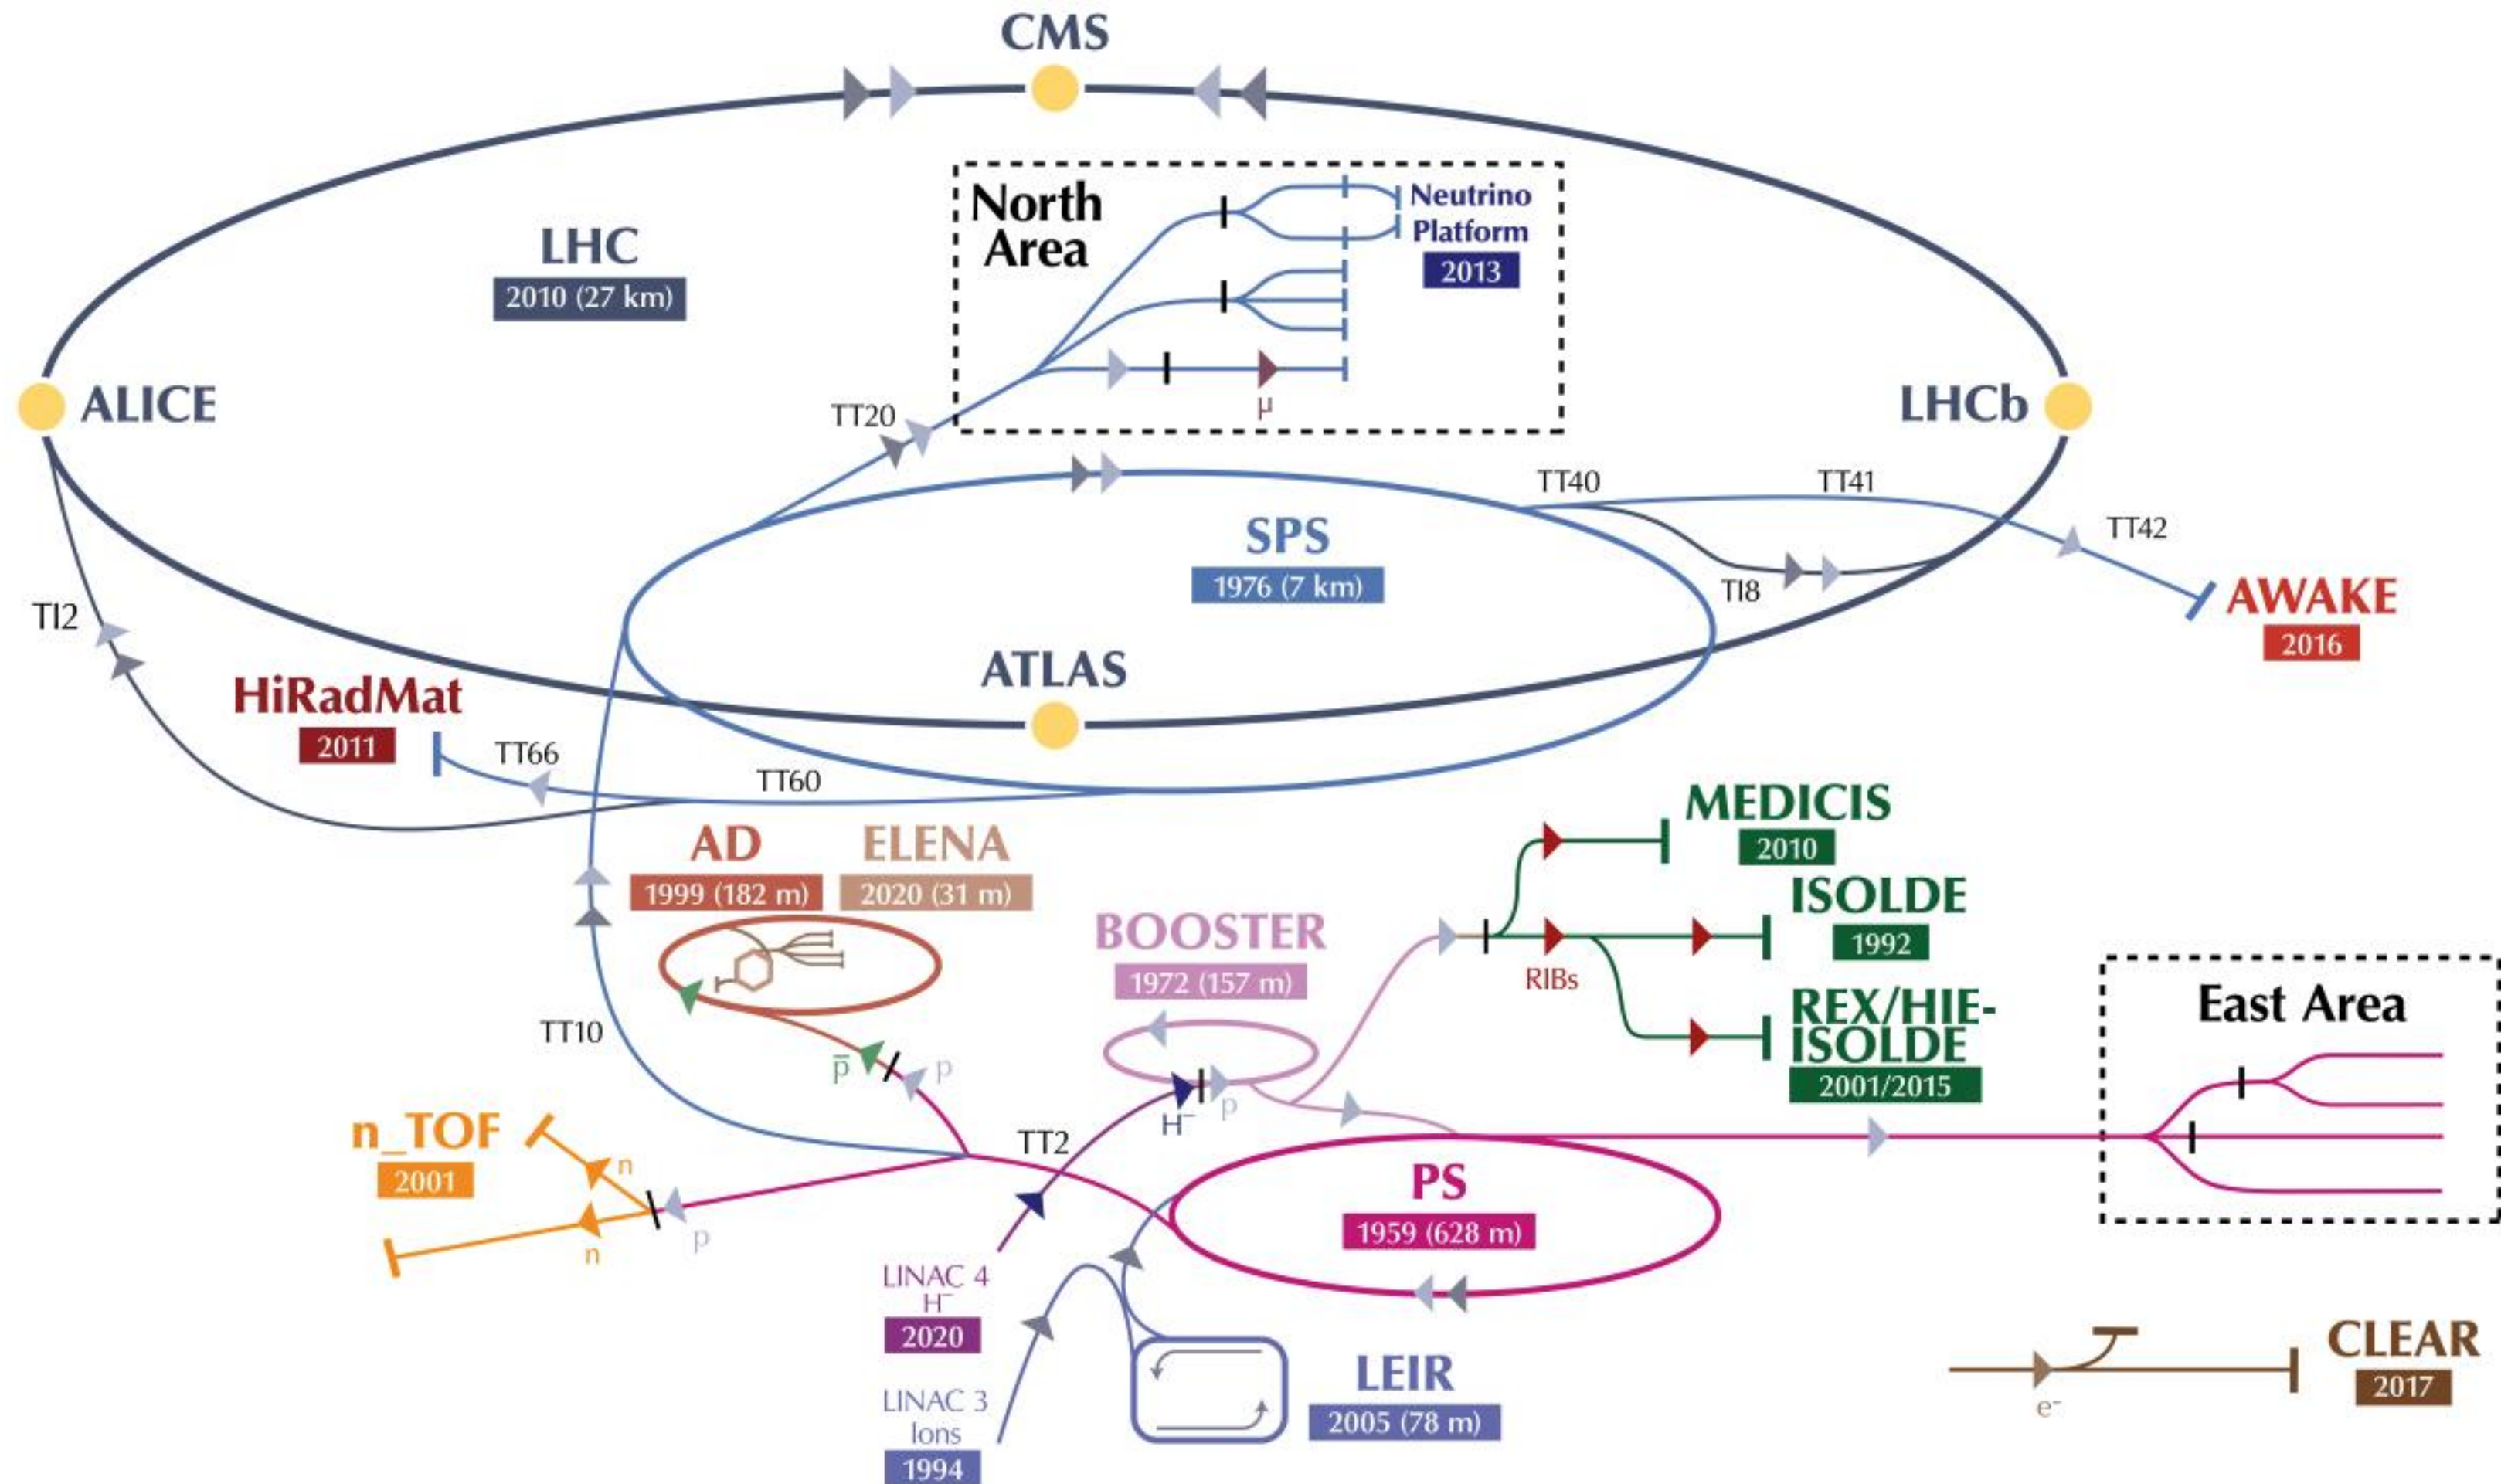 CMS
North
Area
Neutrino
Platform
2013
LHC
2010 (27 km)
μ
ALICE
TT20
LHCb
TT40
TT41
TT42
SPS
1976 (7 km)
TI8
AWAKE
2016
TI2
ATLAS
HiRadMat
2011
TT66
TT60
AD
1999 (182 m)
ELENA
2020 (31 m)
MEDICIS
2010
ISOLDE
1992
RIBs
REX/HIE-
ISOLDE
2001/2015
BOOSTER
1972 (157 m)
East Area
TT10
p̅
p
H⁻
p
TT2
n_TOF
2001
n
n
p
PS
1959 (628 m)
LINAC 4
H⁻
2020
LINAC 3
Ions
1994
LEIR
2005 (78 m)
CLEAR
2017
e⁻